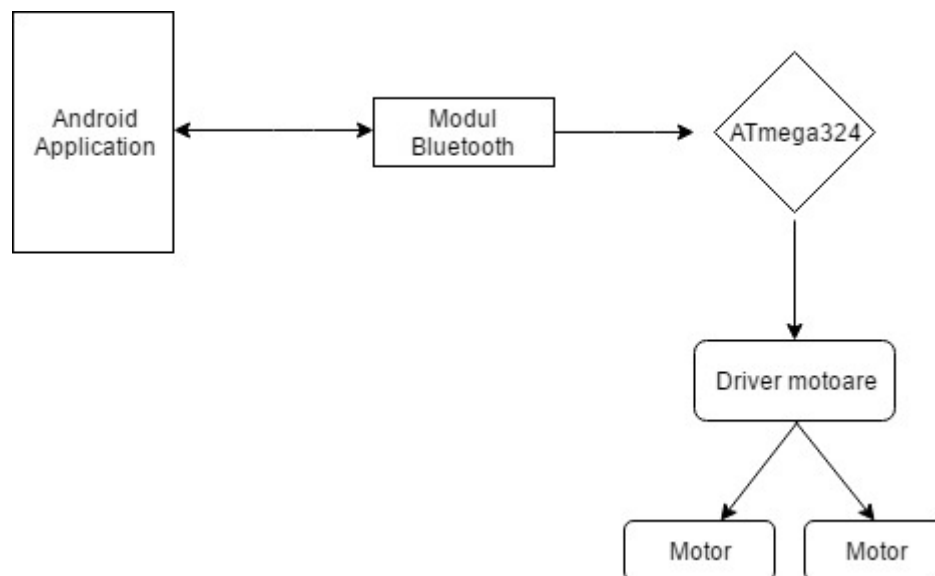 Android
Application
Modul
Bluetooth
ATmega324
Driver motoare
Motor
Motor